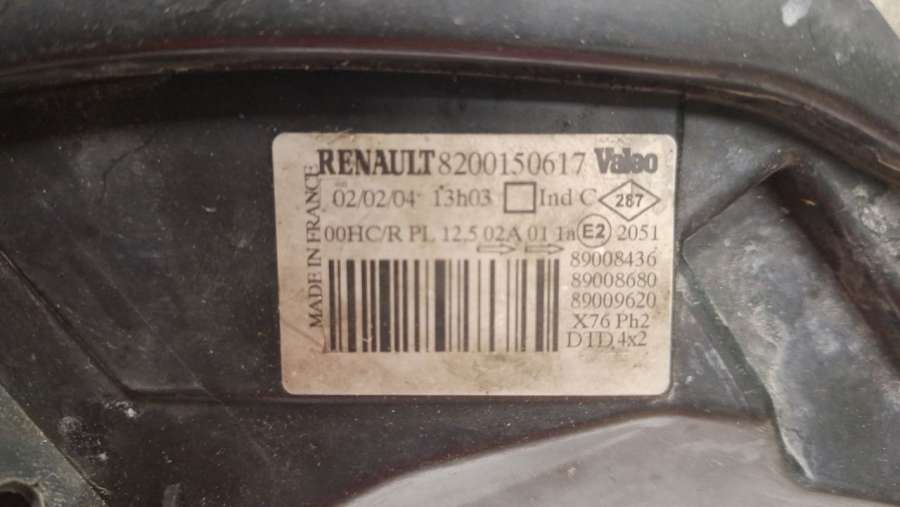 RENAULT 8200150617 Valeo
02/02/04 13h03 Ind C 287
00HC/R PL 12,5 02A 01 1a E2 2051
89008436
89008680
89009620
X76 Ph2
D1D 4x2
MADE IN FRANCE